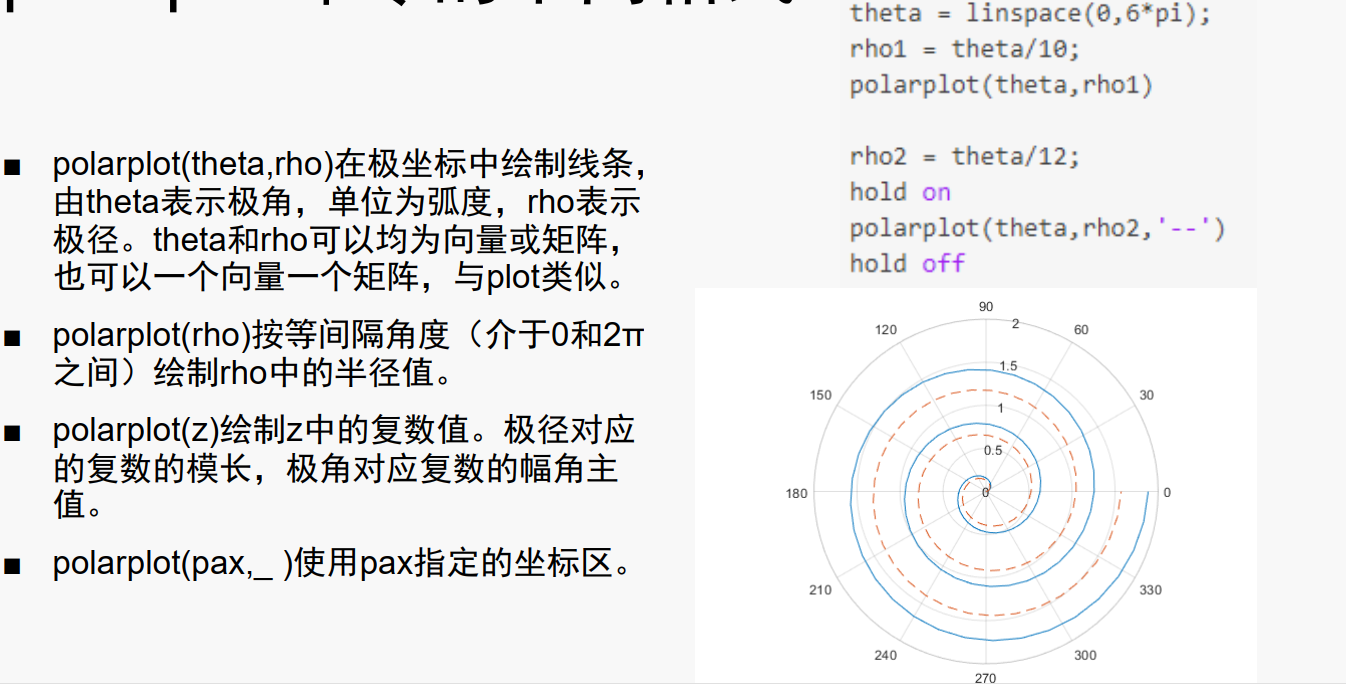 theta = linspace(0,6*pi);
rho1 = theta/10;
polarplot(theta,rho1)
rho2 = theta/12;
hold on
polarplot(theta,rho2,'--')
hold off
■ polarplot(theta,rho)在极坐标中绘制线条，
由theta表示极角，单位为弧度，rho表示
极径。theta和rho可以均为向量或矩阵，
也可以一个向量一个矩阵，与plot类似。
■ polarplot(rho)按等间隔角度（介于0和2π
之间）绘制rho中的半径值。
■ polarplot(z)绘制z中的复数值。极径对应
的复数的模长，极角对应复数的幅角主
值。
■ polarplot(pax,_ )使用pax指定的坐标区。
90
120
2
60
1.5
150
1
30
0.5
180
0
0
210
330
240
300
270